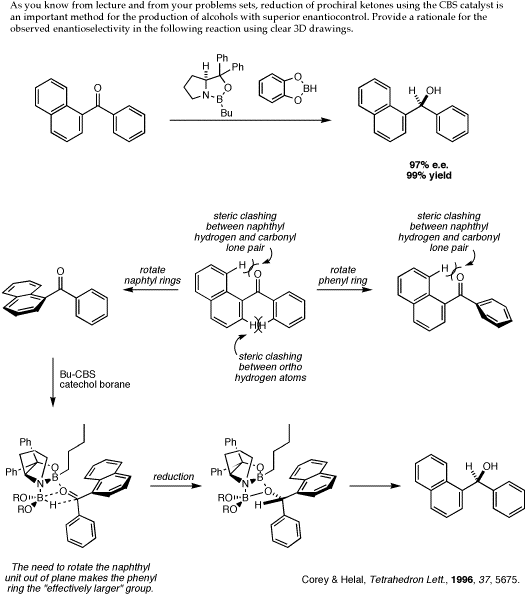 As you know from lecture and from your problems sets, reduction of prochiral ketones using the CBS catalyst is
an important method for the production of alcohols with superior enantiocontrol. Provide a rationale for the
observed enantioselectivity in the following reaction using clear 3D drawings.
Ph
H
Ph
O
O
N
B
Bu
O
BH
O
H
OH
97% e.e.
99% yield
steric clashing
between naphthyl
hydrogen and carbonyl
lone pair
steric clashing
between naphthyl
hydrogen and carbonyl
lone pair
O
rotate
naphtyl rings
H
O
rotate
phenyl ring
H
O
H H
steric clashing
between ortho
hydrogen atoms
Bu-CBS
catechol borane
Ph
Ph
O
N
B
RO
RO
B
H
O
reduction
Ph
Ph
O
N
B
RO
RO
B
H
O
H
OH
The need to rotate the naphthyl
unit out of plane makes the phenyl
ring the "effectively larger" group.
Corey & Helal, Tetrahedron Lett., 1996, 37, 5675.